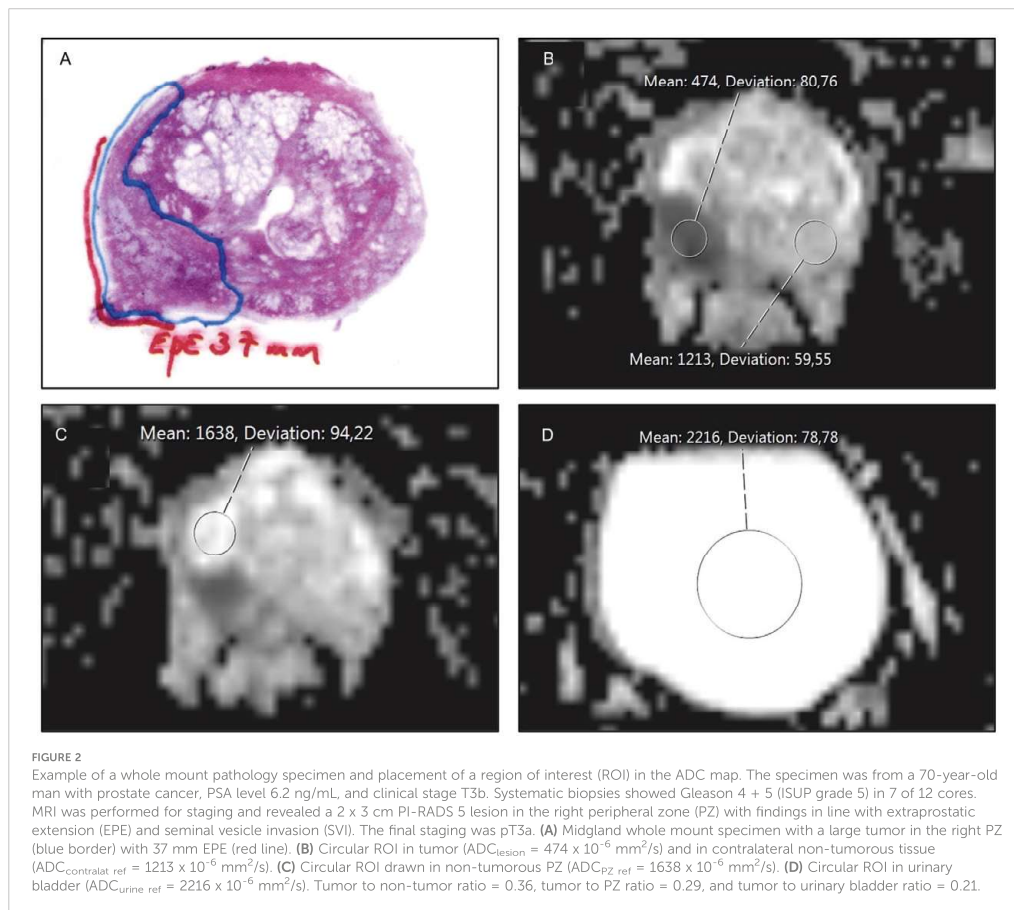 A
EPE 37 mm
B
Mean: 474, Deviation: 80,76
Mean: 1213, Deviation: 59,55
C
Mean: 1638, Deviation: 94,22
D
Mean: 2216, Deviation: 78,78
FIGURE 2
Example of a whole mount pathology specimen and placement of a region of interest (ROI) in the ADC map. The specimen was from a 70-year-old
man with prostate cancer, PSA level 6.2 ng/mL, and clinical stage T3b. Systematic biopsies showed Gleason 4 + 5 (ISUP grade 5) in 7 of 12 cores.
MRI was performed for staging and revealed a 2 x 3 cm PI-RADS 5 lesion in the right peripheral zone (PZ) with findings in line with extraprostatic
extension (EPE) and seminal vesicle invasion (SVI). The final staging was pT3a. (A) Midgland whole mount specimen with a large tumor in the right PZ
(blue border) with 37 mm EPE (red line). (B) Circular ROI in tumor (ADClesion = 474 x 10⁻⁶ mm²/s) and in contralateral non-tumorous tissue
(ADCcontralat ref = 1213 x 10⁻⁶ mm²/s). (C) Circular ROI drawn in non-tumorous PZ (ADCPZ ref = 1638 x 10⁻⁶ mm²/s). (D) Circular ROI in urinary
bladder (ADCurine ref = 2216 x 10⁻⁶ mm²/s). Tumor to non-tumor ratio = 0.36, tumor to PZ ratio = 0.29, and tumor to urinary bladder ratio = 0.21.